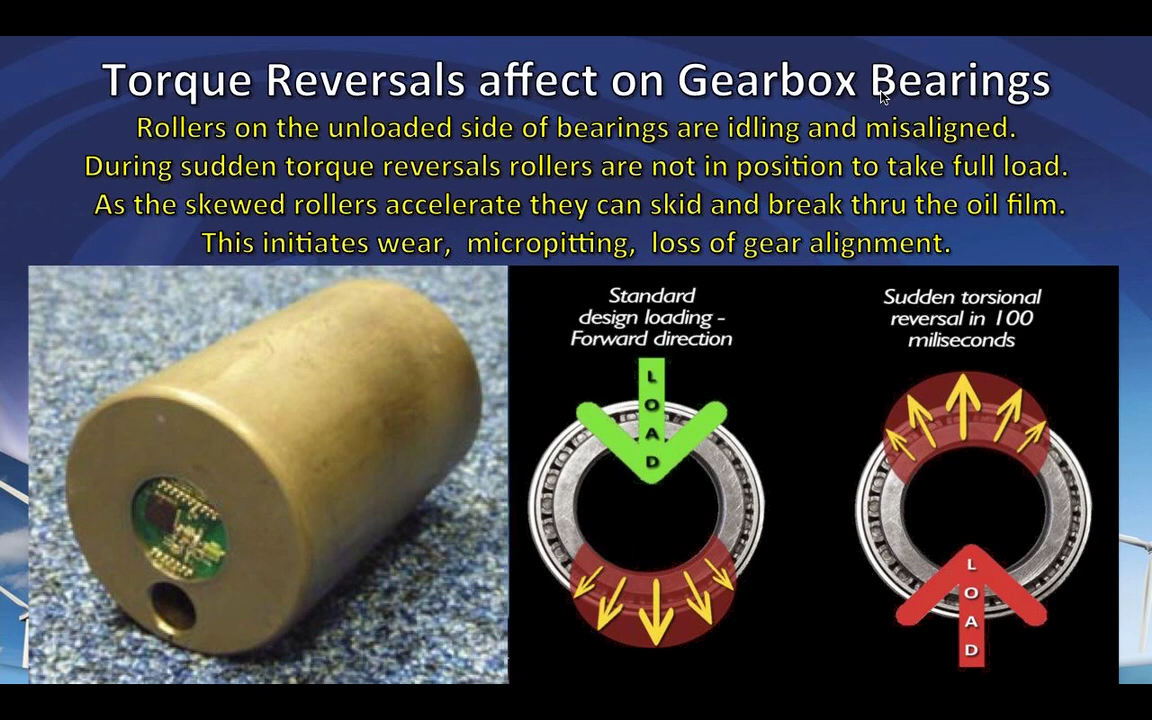 Torque Reversals affect on Gearbox Bearings
Rollers on the unloaded side of bearings are idling and misaligned.
During sudden torque reversals rollers are not in position to take full load.
As the skewed rollers accelerate they can skid and break thru the oil film.
This initiates wear, micropitting, loss of gear alignment.
Standard
design loading -
Forward direction
LOAD
Sudden torsional
reversal in 100
miliseconds
LOAD